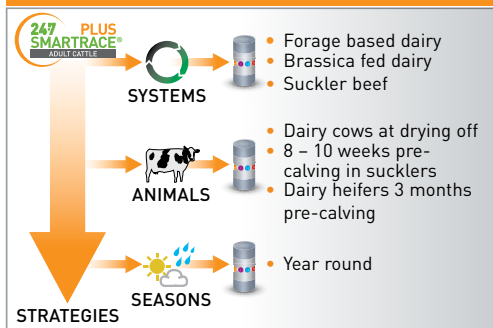 247 PLUS
SMARTRACE®
ADULT CATTLE
SYSTEMS
• Forage based dairy
• Brassica fed dairy
• Suckler beef
ANIMALS
• Dairy cows at drying off
• 8 – 10 weeks pre-
calving in sucklers
• Dairy heifers 3 months
pre-calving
SEASONS
• Year round
STRATEGIES